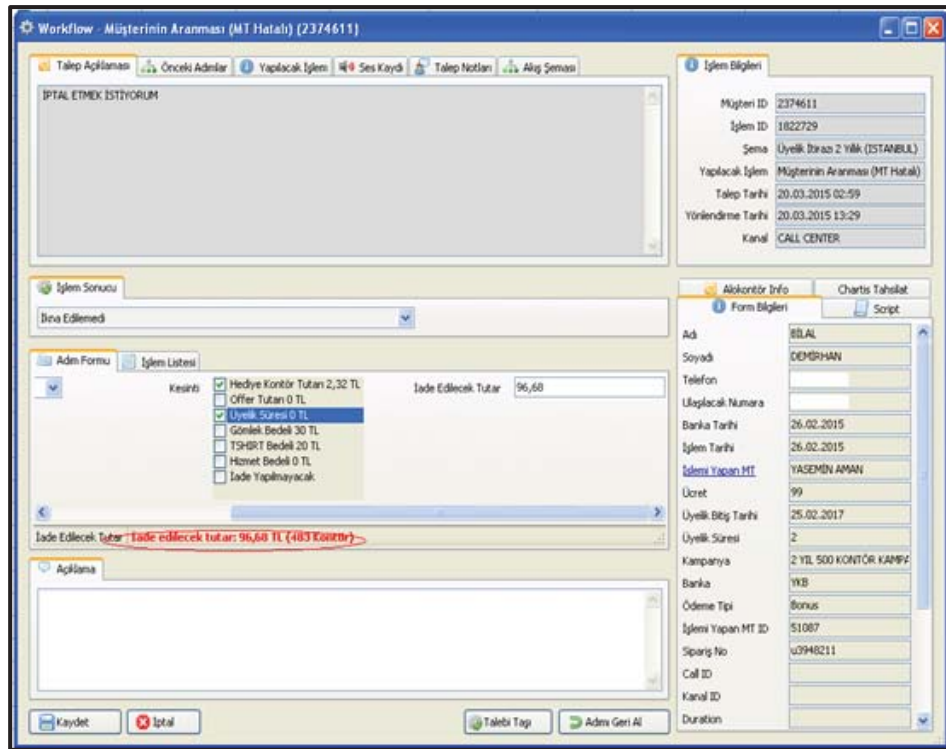 Workflow - Müşterinin Aranması (MT Hatalı) (2374611)
Talep Açıklaması Önceki Adımlar Yapılacak İşlem Ses Kaydı Talep Notları Akış Şeması
İPTAL ETMEK İSTİYORUM
İşlem Bilgileri
Müşteri ID 2374611
İşlem ID 1822729
Şema Üyelik İtirazı 2 Yıllık (ISTANBUL)
Yapılacak İşlem Müşterinin Aranması (MT Hatalı)
Talep Tarihi 20.03.2015 02:59
Yönlendirme Tarihi 20.03.2015 13:29
Kanal CALL CENTER
İşlem Sonucu
İkna Edilemedi
Adım Formu İşlem Listesi
Kesinti
Hediye Kontör Tutarı 2,32 TL
Offer Tutarı 0 TL
Üyelik Süresi 0 TL
Gömlek Bedeli 30 TL
TSHIRT Bedeli 20 TL
Hizmet Bedeli 0 TL
İade Yapılmayacak
İade Edilecek Tutar 96,68
İade Edilecek Tutar İade edilecek tutar: 96,68 TL (483 Kontör)
Açıklama
Kaydet İptal Talebi Taşı Adımı Geri Al
Alokontör Info Chartis Tahsilat
Form Bilgileri Script
Adı BİLAL
Soyadı DEMİRHAN
Telefon
Ulaşılacak Numara
Banka Tarihi 26.02.2015
İşlem Tarihi 26.02.2015
İşlemi Yapan MT YASEMİN AMAN
Ücret 99
Üyelik Bitiş Tarihi 25.02.2017
Üyelik Süresi 2
Kampanya 2 YIL 500 KONTÖR KAMPA
Banka YKB
Ödeme Tipi Bonus
İşlemi Yapan MT ID 51087
Sipariş No u3948211
Call ID
Kanal ID
Duration